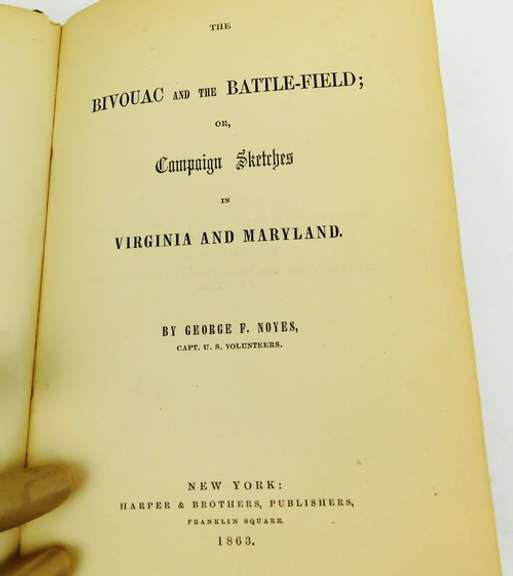 THE
BIVOUAC AND THE BATTLE-FIELD;
OR,
Campaign Sketches
IN
VIRGINIA AND MARYLAND.
BY GEORGE F. NOYES,
CAPT. U. S. VOLUNTEERS.
NEW YORK:
HARPER & BROTHERS, PUBLISHERS,
FRANKLIN SQUARE.
1863.